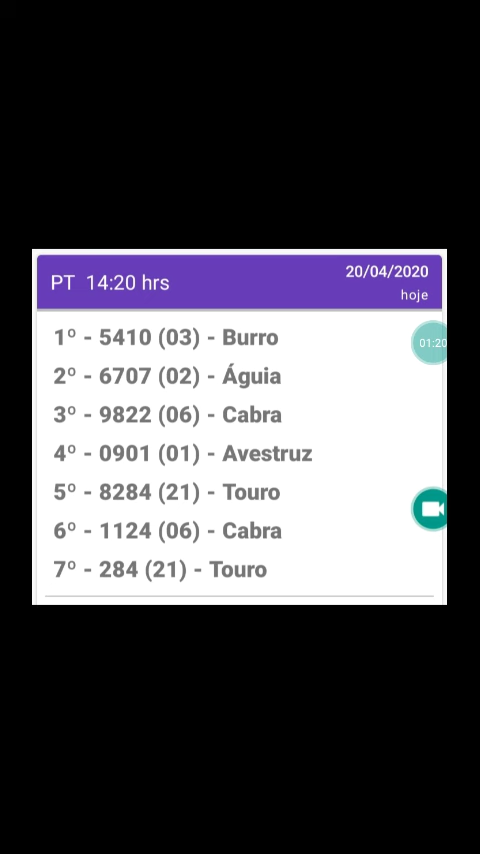 PT 14:20 hrs
20/04/2020
hoje
1º - 5410 (03) - Burro
01:20
2º - 6707 (02) - Águia
3º - 9822 (06) - Cabra
4º - 0901 (01) - Avestruz
5º - 8284 (21) - Touro
6º - 1124 (06) - Cabra
7º - 284 (21) - Touro